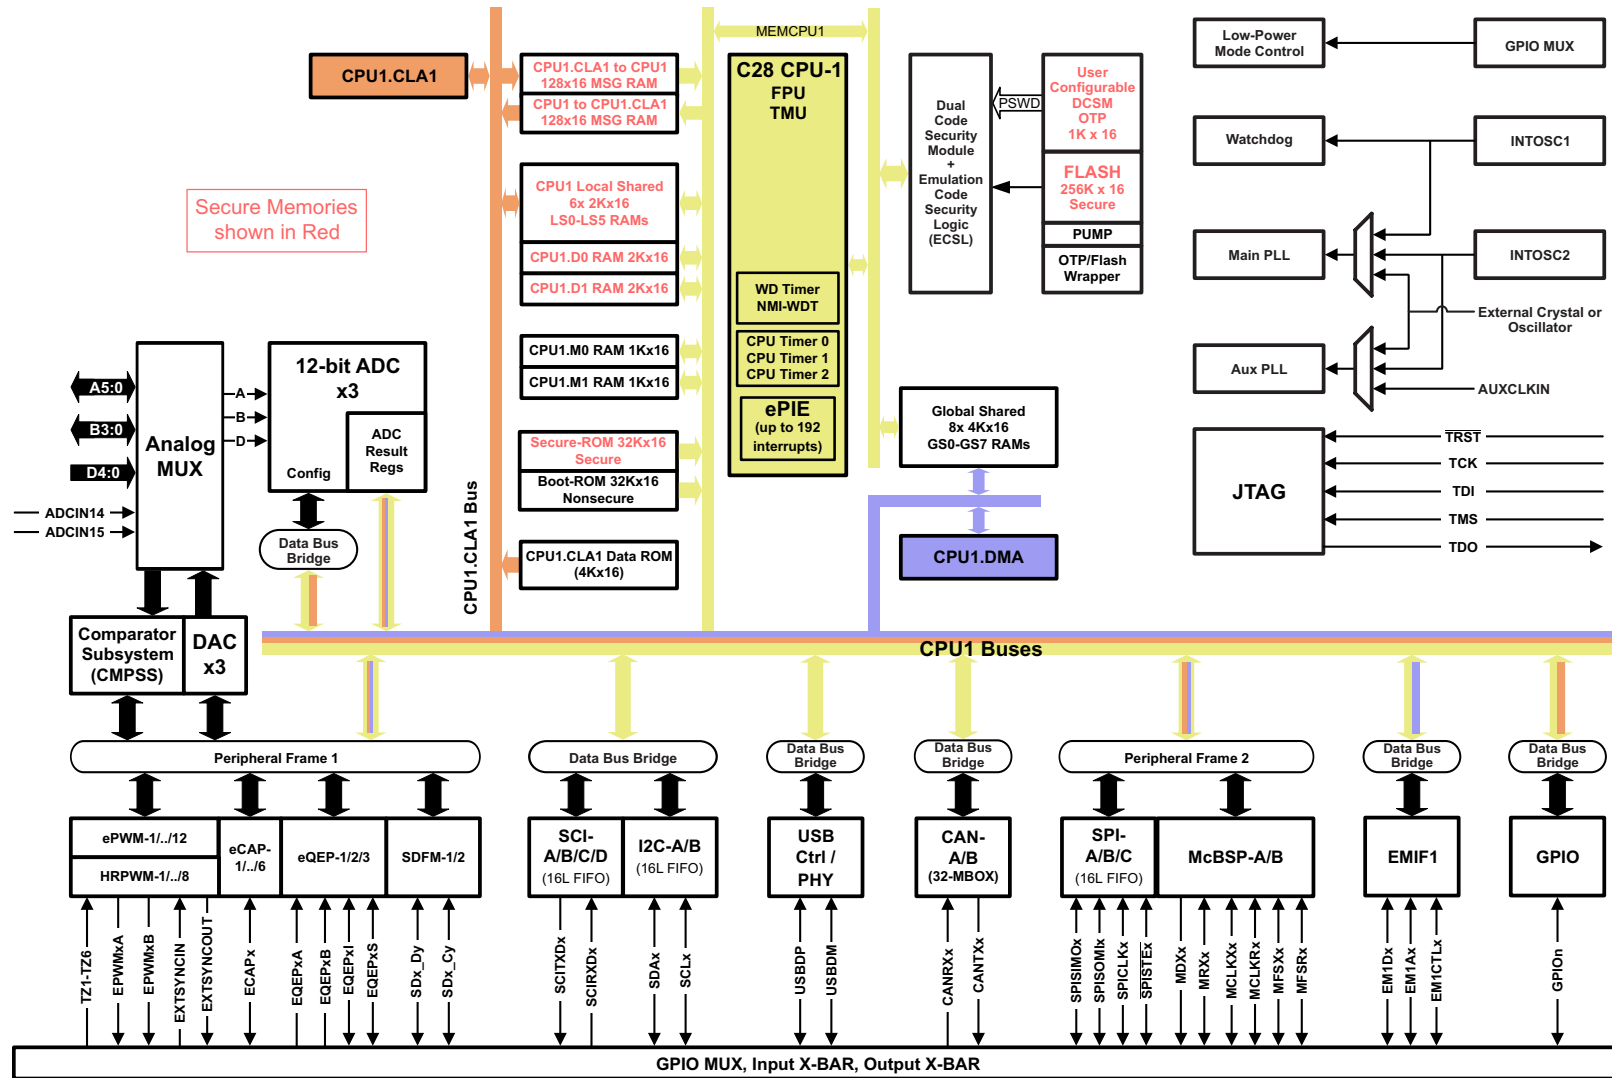 MEMCPU1
CPU1.CLA1
CPU1.CLA1 to CPU1
128x16 MSG RAM
CPU1 to CPU1.CLA1
128x16 MSG RAM
CPU1 Local Shared
6x 2Kx16
LS0-LS5 RAMs
CPU1.D0 RAM 2Kx16
CPU1.D1 RAM 2Kx16
CPU1.M0 RAM 1Kx16
CPU1.M1 RAM 1Kx16
Secure-ROM 32Kx16
Secure
Boot-ROM 32Kx16
Nonsecure
CPU1.CLA1 Data ROM
(4Kx16)
CPU1.CLA1 Bus
Secure Memories
shown in Red
C28 CPU-1
FPU
TMU
WD Timer
NMI-WDT
CPU Timer 0
CPU Timer 1
CPU Timer 2
ePIE
(up to 192
interrupts)
Dual
Code
Security
Module
+
Emulation
Code
Security
Logic
(ECSL)
PSWD
User
Configurable
DCSM
OTP
1K x 16
FLASH
256K x 16
Secure
PUMP
OTP/Flash
Wrapper
Global Shared
8x 4Kx16
GS0-GS7 RAMs
CPU1.DMA
Low-Power
Mode Control
GPIO MUX
Watchdog
INTOSC1
Main PLL
INTOSC2
External Crystal or
Oscillator
Aux PLL
AUXCLKIN
JTAG
TRST
TCK
TDI
TMS
TDO
A5:0
B3:0
D4:0
ADCIN14
ADCIN15
Analog
MUX
A
B
D
12-bit ADC
x3
Config
ADC
Result
Regs
Data Bus
Bridge
Comparator
Subsystem
(CMPSS)
DAC
x3
CPU1 Buses
Peripheral Frame 1
Data Bus Bridge
Data Bus
Bridge
Data Bus
Bridge
Peripheral Frame 2
Data Bus
Bridge
Data Bus
Bridge
ePWM-1/../12
HRPWM-1/../8
eCAP-
1/../6
eQEP-1/2/3
SDFM-1/2
SCI-
A/B/C/D
(16L FIFO)
I2C-A/B
(16L FIFO)
USB
Ctrl /
PHY
CAN-
A/B
(32-MBOX)
SPI-
A/B/C
(16L FIFO)
McBSP-A/B
EMIF1
GPIO
TZ1-TZ6
EPWMxA
EPWMxB
EXTSYNCIN
EXTSYNCOUT
ECAPx
EQEPxA
EQEPxB
EQEPxI
EQEPxS
SDx_Dy
SDx_Cy
SCITXDx
SCIRXDx
SDAx
SCLx
USBDP
USBDM
CANRXx
CANTXx
SPISIMOx
SPISOMIx
SPICLKx
SPISTEx
MDXx
MRXx
MCLKXx
MCLKRx
MFSXx
MFSRx
EM1Dx
EM1Ax
EM1CTLx
GPIOn
GPIO MUX, Input X-BAR, Output X-BAR